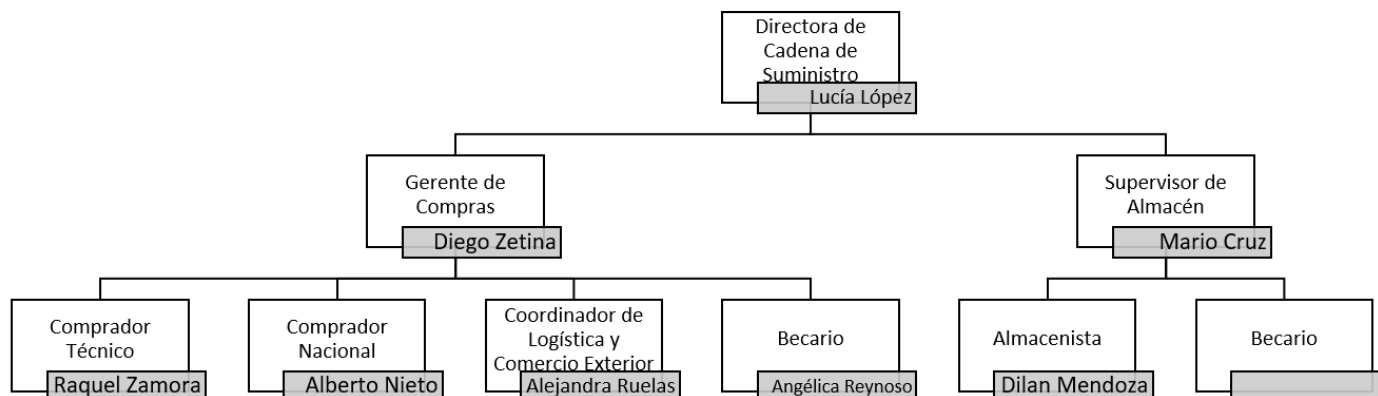 Directora de
Cadena de
Suministro
Lucía López
Gerente de
Compras
Diego Zetina
Supervisor de
Almacén
Mario Cruz
Comprador
Técnico
Raquel Zamora
Comprador
Nacional
Alberto Nieto
Coordinador de
Logística y
Comercio Exterior
Alejandra Ruelas
Becario
Angélica Reynoso
Almacenista
Dilan Mendoza
Becario